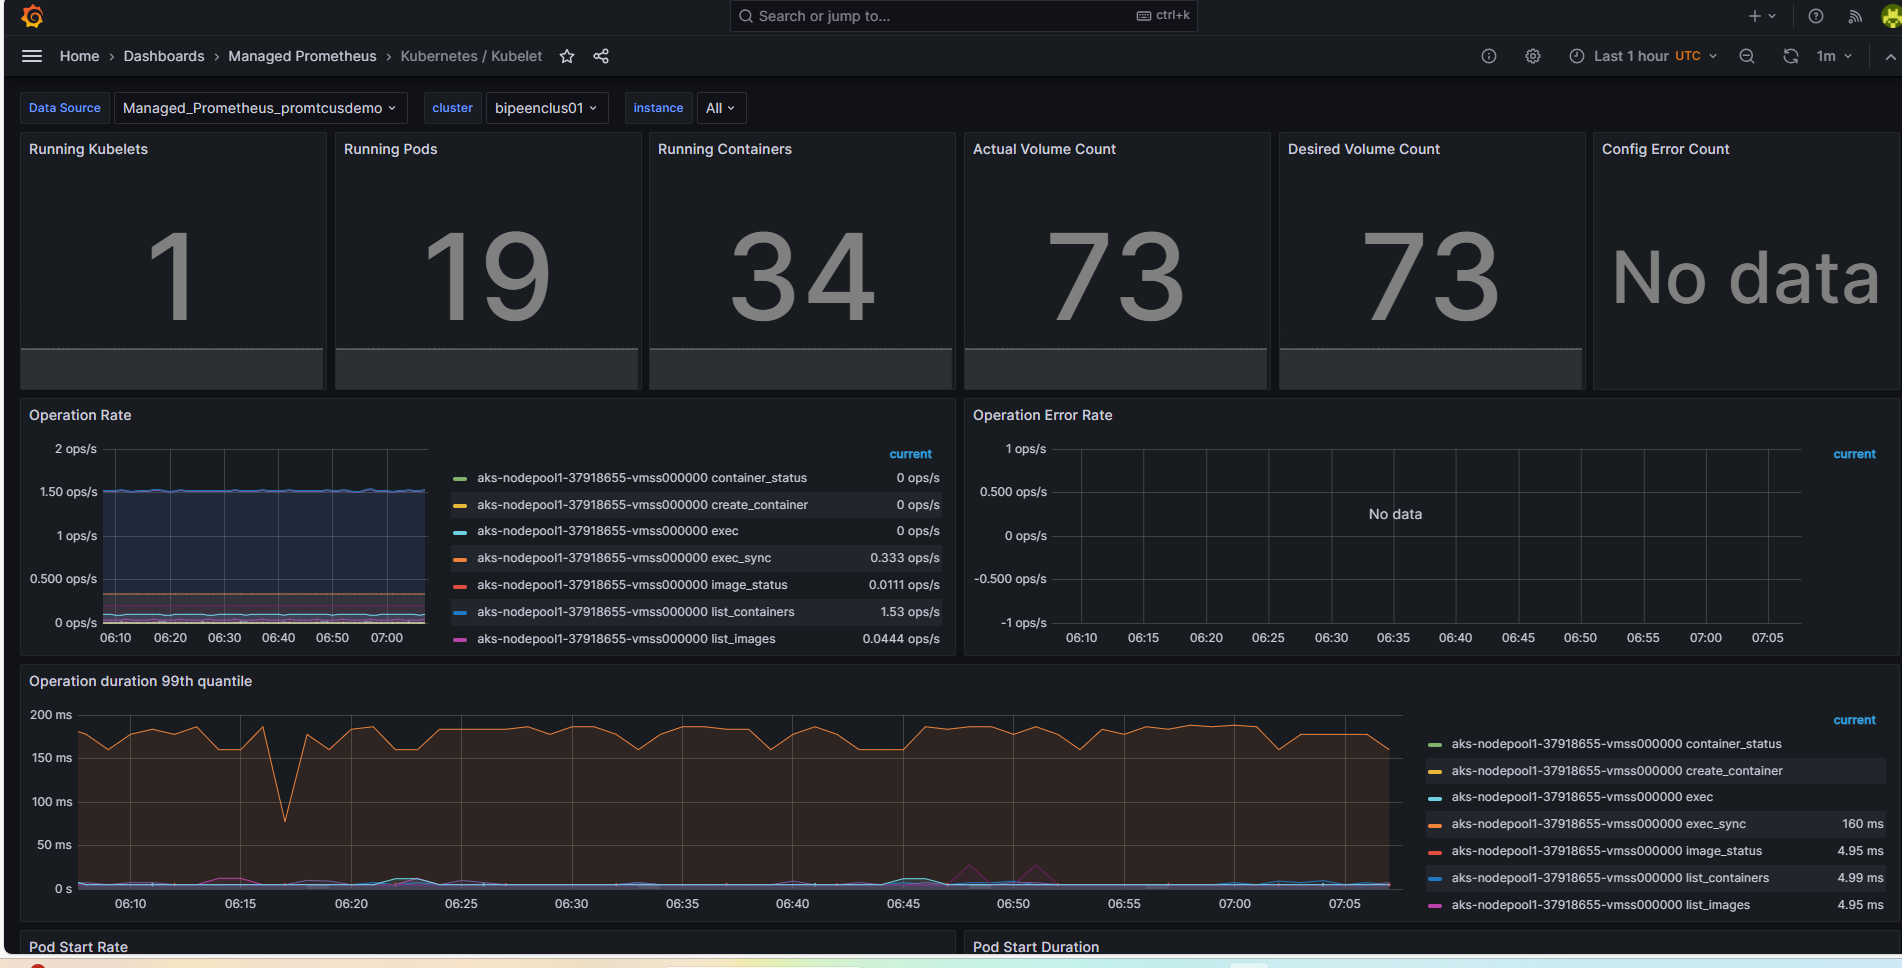 Search or jump to... ctrl+k
Home › Dashboards › Managed Prometheus › Kubernetes / Kubelet
Last 1 hour UTC 1m
Data Source Managed_Prometheus_promtcusdemo cluster bipeenclus01 instance All
Running Kubelets
1
Running Pods
19
Running Containers
34
Actual Volume Count
73
Desired Volume Count
73
Config Error Count
No data
Operation Rate
2 ops/s
1.50 ops/s
1 ops/s
0.500 ops/s
0 ops/s
06:10 06:20 06:30 06:40 06:50 07:00
current
aks-nodepool1-37918655-vmss000000 container_status 0 ops/s
aks-nodepool1-37918655-vmss000000 create_container 0 ops/s
aks-nodepool1-37918655-vmss000000 exec 0 ops/s
aks-nodepool1-37918655-vmss000000 exec_sync 0.333 ops/s
aks-nodepool1-37918655-vmss000000 image_status 0.0111 ops/s
aks-nodepool1-37918655-vmss000000 list_containers 1.53 ops/s
aks-nodepool1-37918655-vmss000000 list_images 0.0444 ops/s
Operation Error Rate
1 ops/s
0.500 ops/s
0 ops/s
-0.500 ops/s
-1 ops/s
No data
06:10 06:15 06:20 06:25 06:30 06:35 06:40 06:45 06:50 06:55 07:00 07:05
current
Operation duration 99th quantile
200 ms
150 ms
100 ms
50 ms
0 s
06:10 06:15 06:20 06:25 06:30 06:35 06:40 06:45 06:50 06:55 07:00 07:05
current
aks-nodepool1-37918655-vmss000000 container_status
aks-nodepool1-37918655-vmss000000 create_container
aks-nodepool1-37918655-vmss000000 exec
aks-nodepool1-37918655-vmss000000 exec_sync 160 ms
aks-nodepool1-37918655-vmss000000 image_status 4.95 ms
aks-nodepool1-37918655-vmss000000 list_containers 4.99 ms
aks-nodepool1-37918655-vmss000000 list_images 4.95 ms
Pod Start Rate
Pod Start Duration